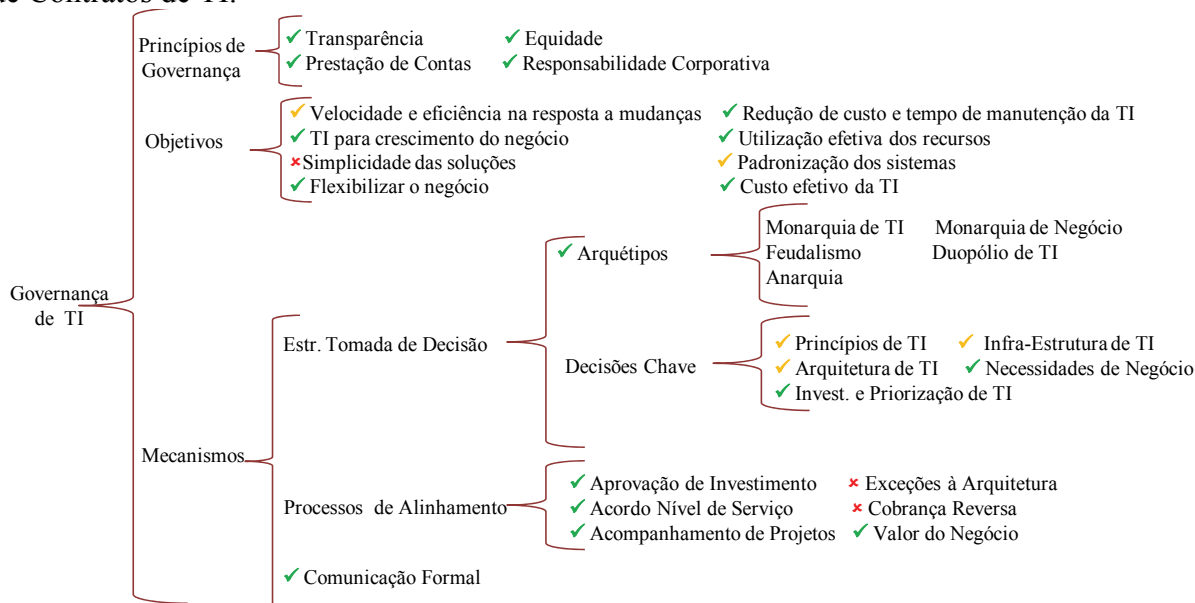 de Contratos de TI.
Princípios de
Governança
✓ Transparência ✓ Equidade
✓ Prestação de Contas ✓ Responsabilidade Corporativa
Objetivos
✓ Velocidade e eficiência na resposta a mudanças ✓ Redução de custo e tempo de manutenção da TI
✓ TI para crescimento do negócio ✓ Utilização efetiva dos recursos
×Simplicidade das soluções ✓ Padronização dos sistemas
✓ Flexibilizar o negócio ✓ Custo efetivo da TI
Governança
de TI
Mecanismos
Estr. Tomada de Decisão
✓ Arquétipos
Monarquia de TI Monarquia de Negócio
Feudalismo Duopólio de TI
Anarquia
Decisões Chave
✓ Princípios de TI ✓ Infra-Estrutura de TI
✓ Arquitetura de TI ✓ Necessidades de Negócio
✓ Invest. e Priorização de TI
Processos de Alinhamento
✓ Aprovação de Investimento × Exceções à Arquitetura
✓ Acordo Nível de Serviço × Cobrança Reversa
✓ Acompanhamento de Projetos ✓ Valor do Negócio
✓ Comunicação Formal